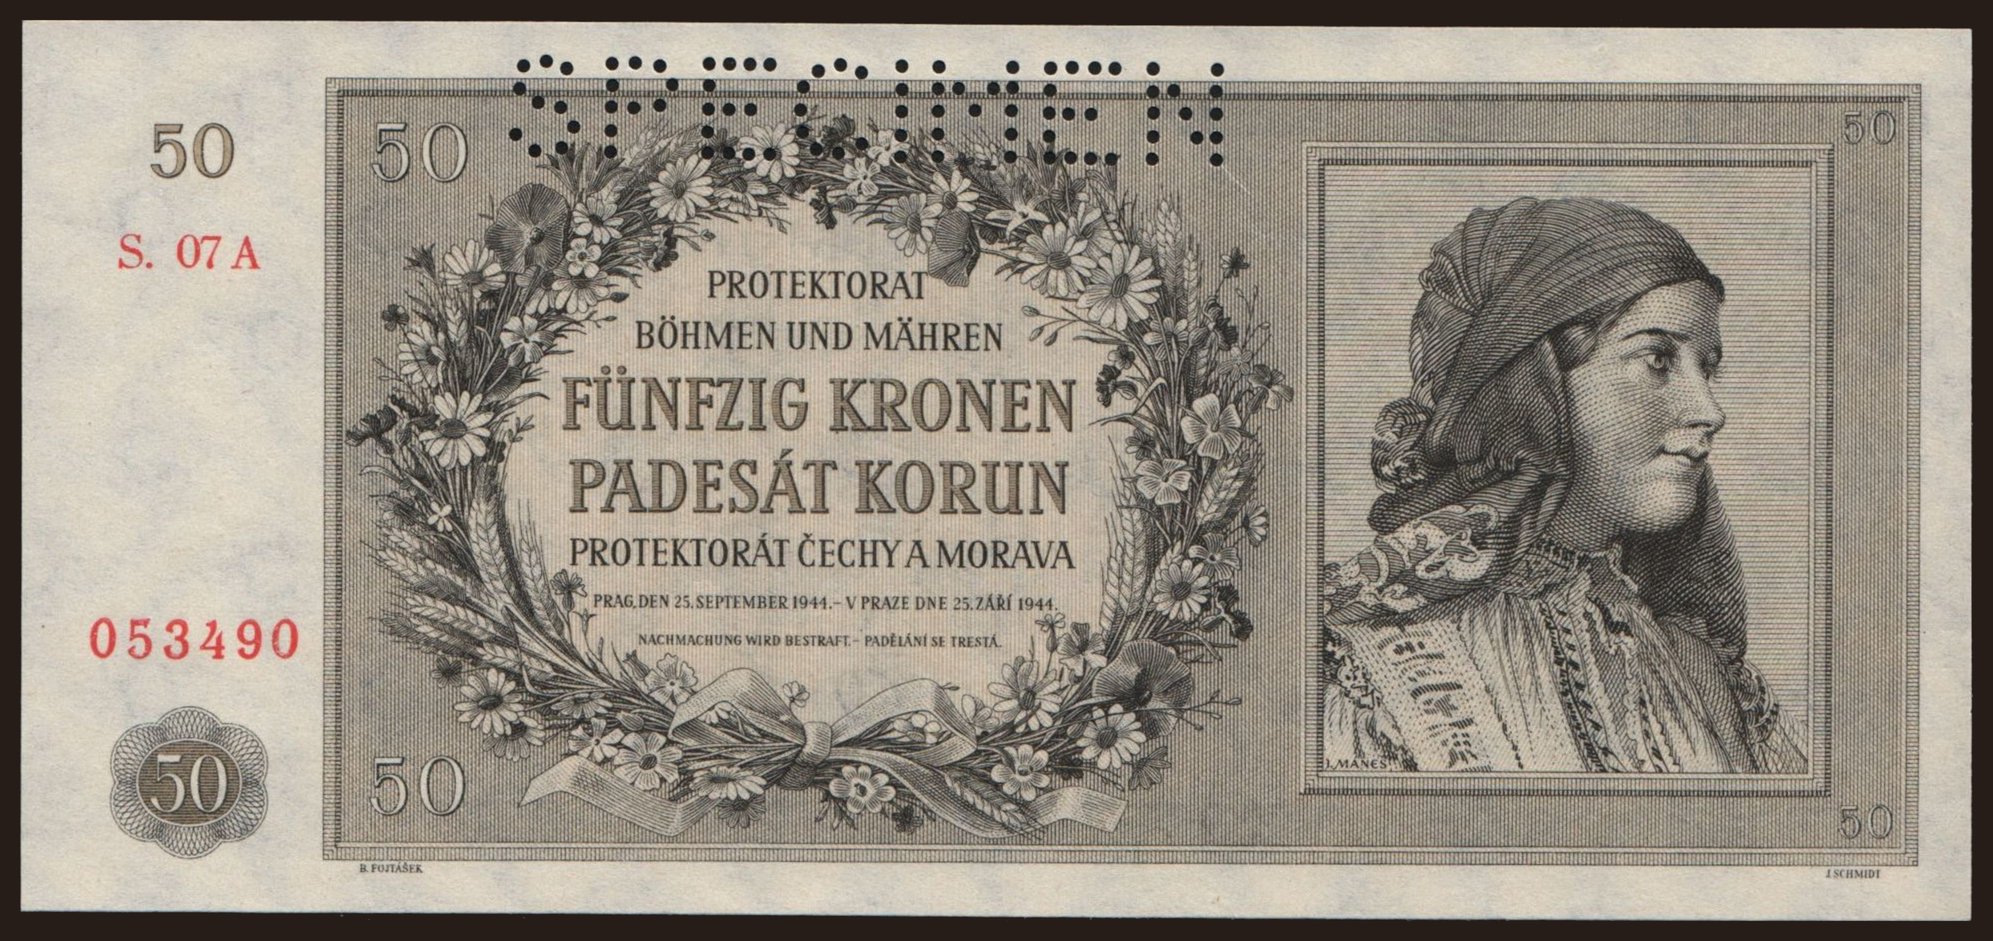 SPECIMEN
50
50
50
S. 07 A
PROTEKTORAT
BÖHMEN UND MÄHREN
FÜNFZIG KRONEN
PADESÁT KORUN
PROTEKTORÁT ČECHY A MORAVA
PRAG, DEN 25. SEPTEMBER 1944. – V PRAZE DNE 25. ZÁŘÍ 1944.
NACHMACHUNG WIRD BESTRAFT. – PADĚLÁNÍ SE TRESTÁ.
053490
J. MÁNES
50
50
50
B. FOJTÁŠEK
J. SCHMIDT